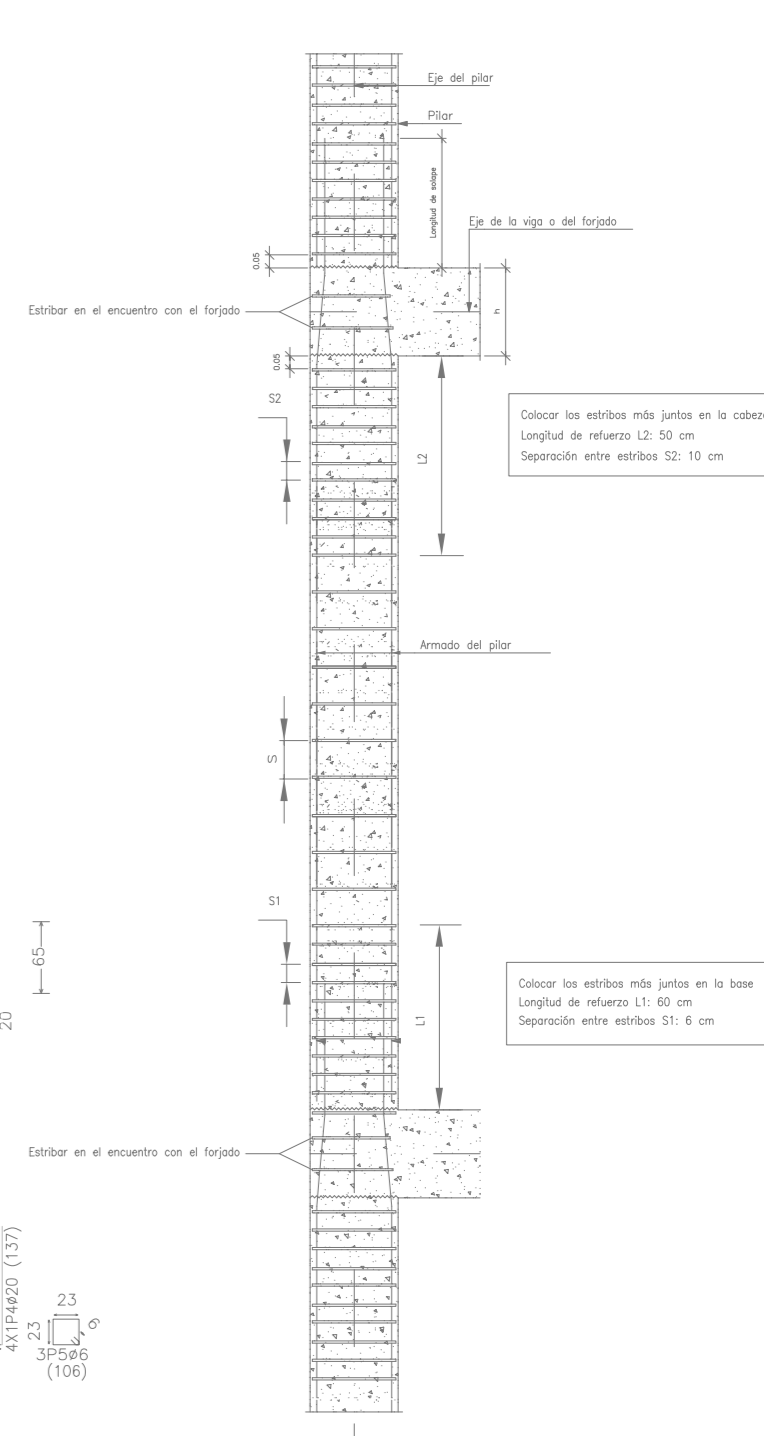 Eje del pilar
Pilar
Longitud de solape
Eje de la viga o del forjado
0.05
Estribar en el encuentro con el forjado
h
0.05
S2
Colocar los estribos más juntos en la cabeza
Longitud de refuerzo L2: 50 cm
Separación entre estribos S2: 10 cm
L2
Armado del pilar
S
S1
65
Colocar los estribos más juntos en la base
Longitud de refuerzo L1: 60 cm
Separación entre estribos S1: 6 cm
20
L1
Estribar en el encuentro con el forjado
4X1P4ø20 (137)
23
23
6
3P5ø6
(106)